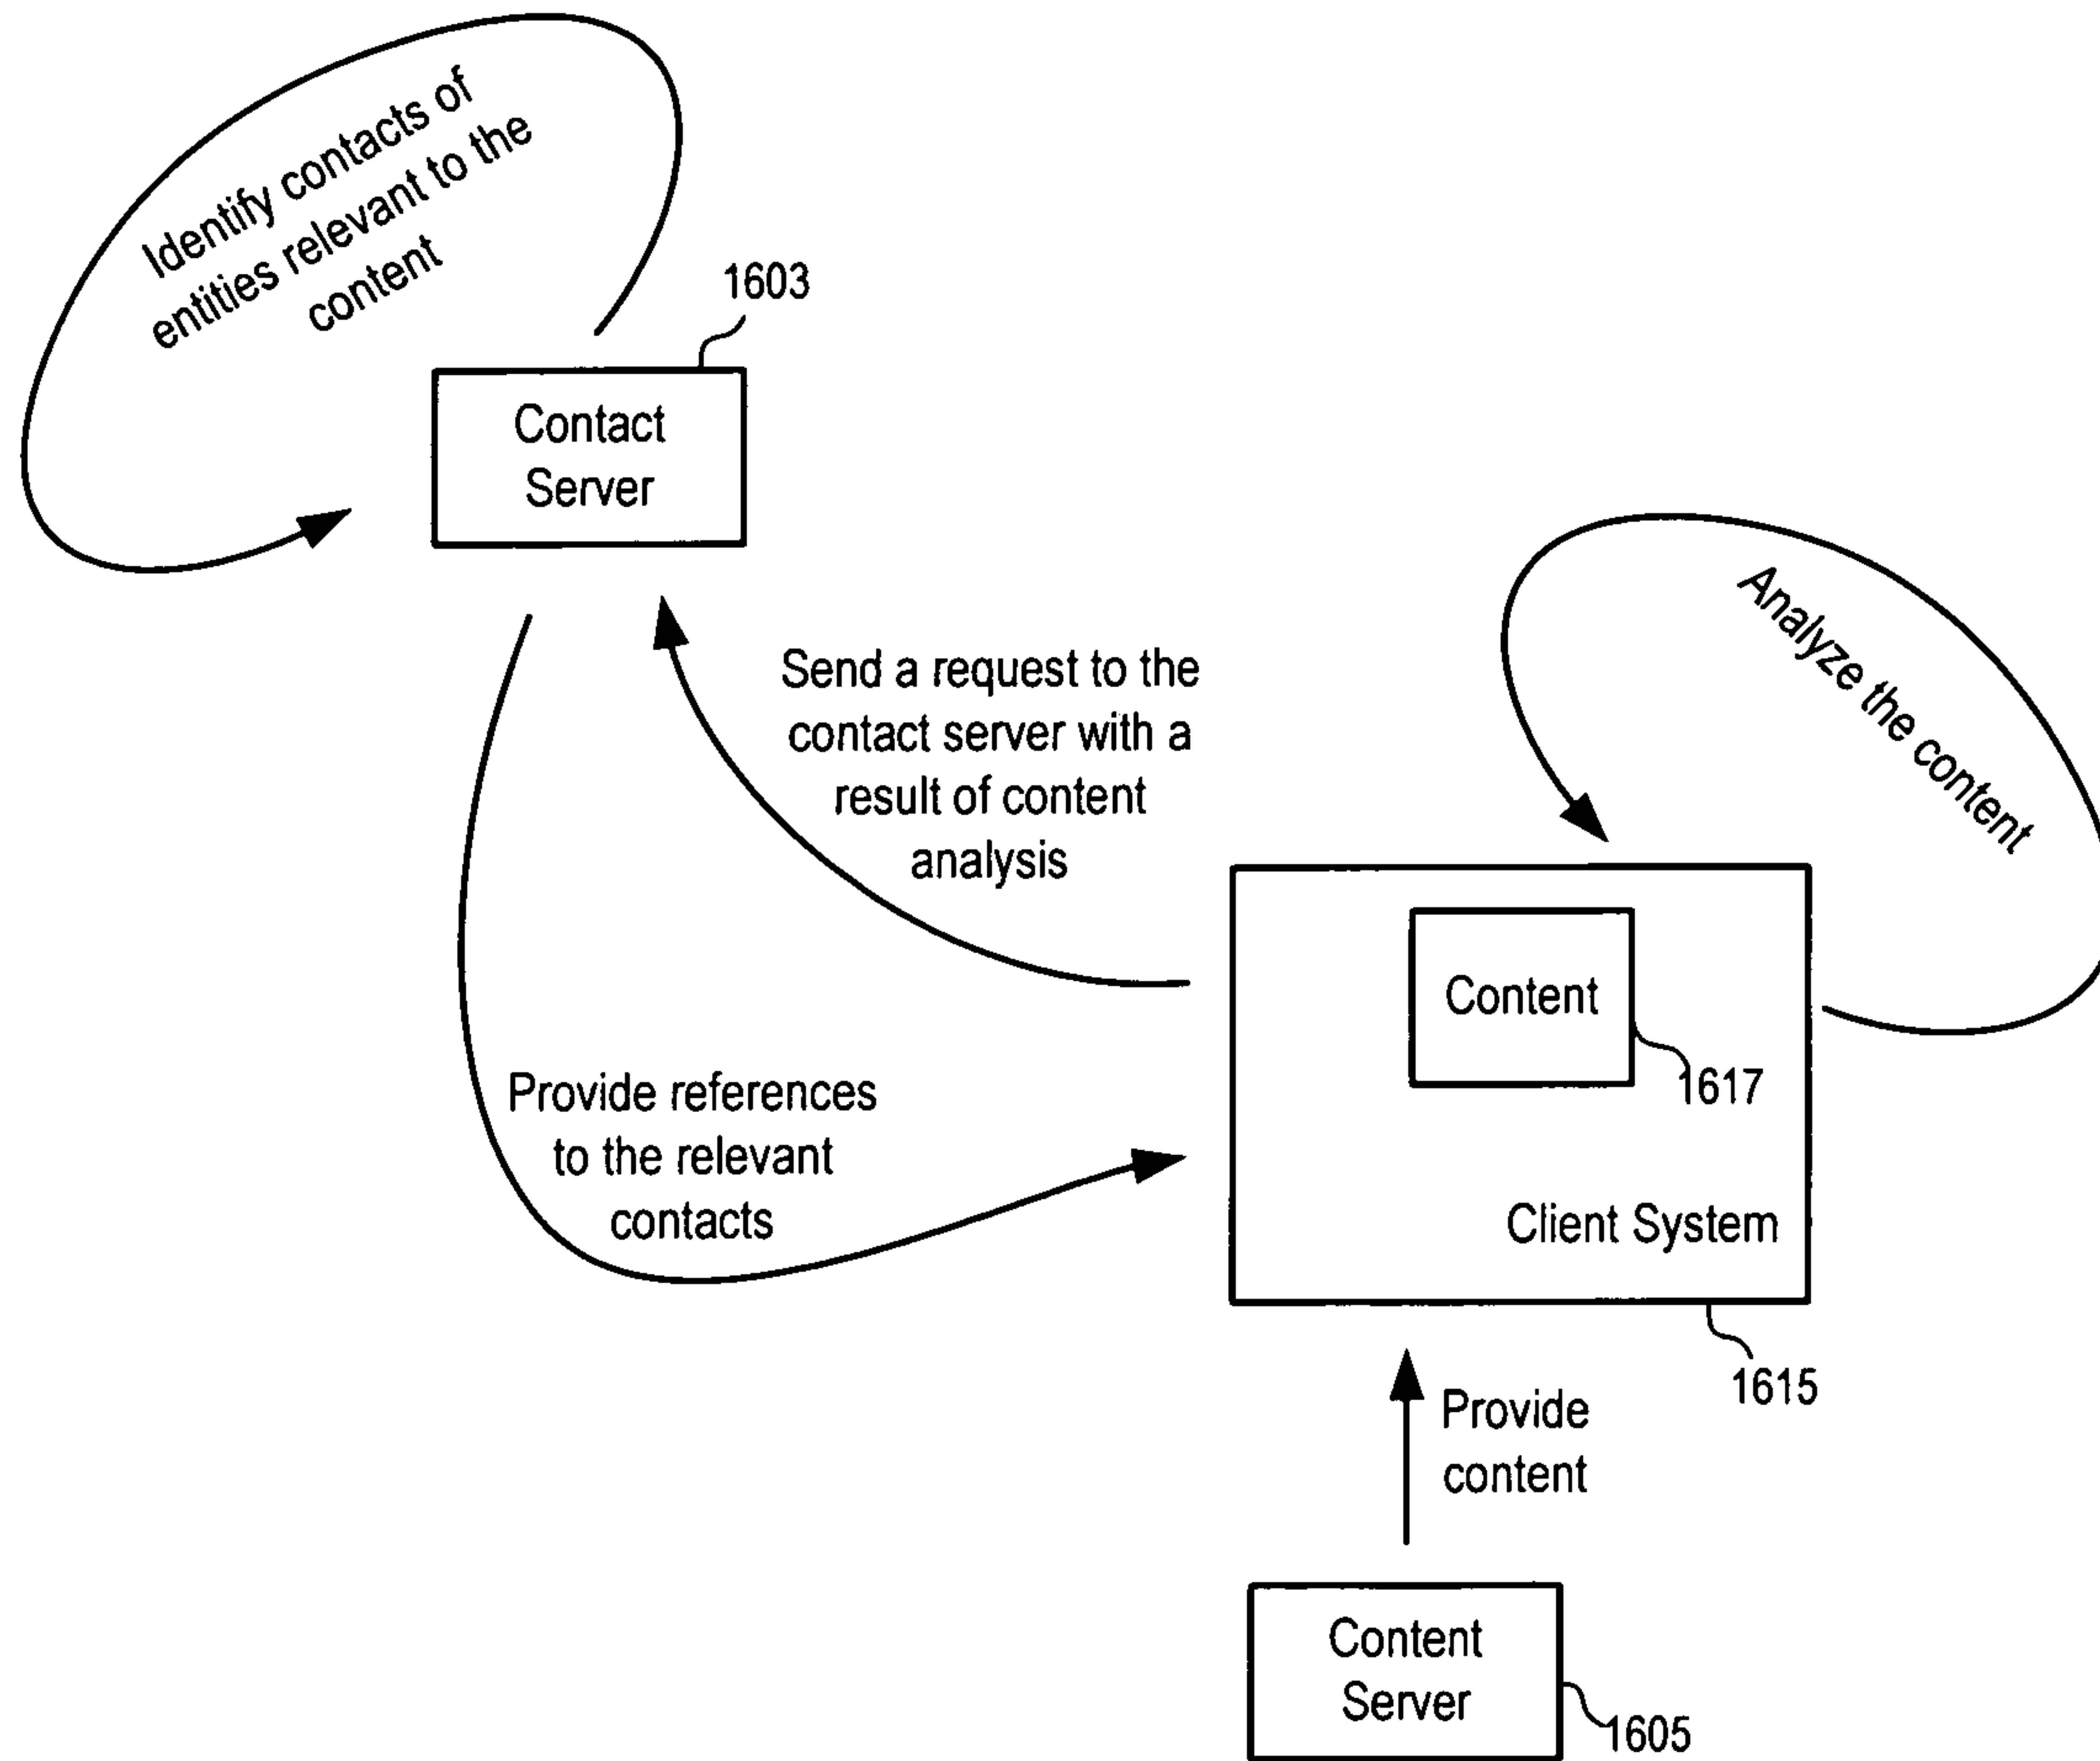 Identify contacts of
entities relevant to the
content
1603
Contact
Server
Send a request to the
contact server with a
result of content
analysis
Analyze the content
Content
1617
Provide references
to the relevant
contacts
Client System
1615
Provide
content
Content
Server
1605